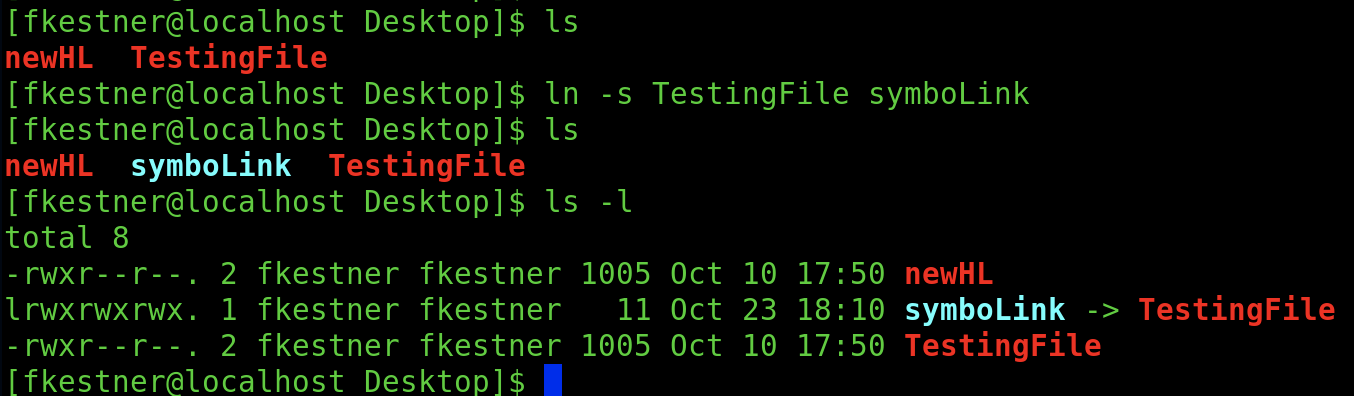 [fkestner@localhost Desktop]$ ls
newHL  TestingFile
[fkestner@localhost Desktop]$ ln -s TestingFile symboLink
[fkestner@localhost Desktop]$ ls
newHL  symboLink  TestingFile
[fkestner@localhost Desktop]$ ls -l
total 8
-rwxr--r--. 2 fkestner fkestner 1005 Oct 10 17:50 newHL
lrwxrwxrwx. 1 fkestner fkestner   11 Oct 23 18:10 symboLink -> TestingFile
-rwxr--r--. 2 fkestner fkestner 1005 Oct 10 17:50 TestingFile
[fkestner@localhost Desktop]$